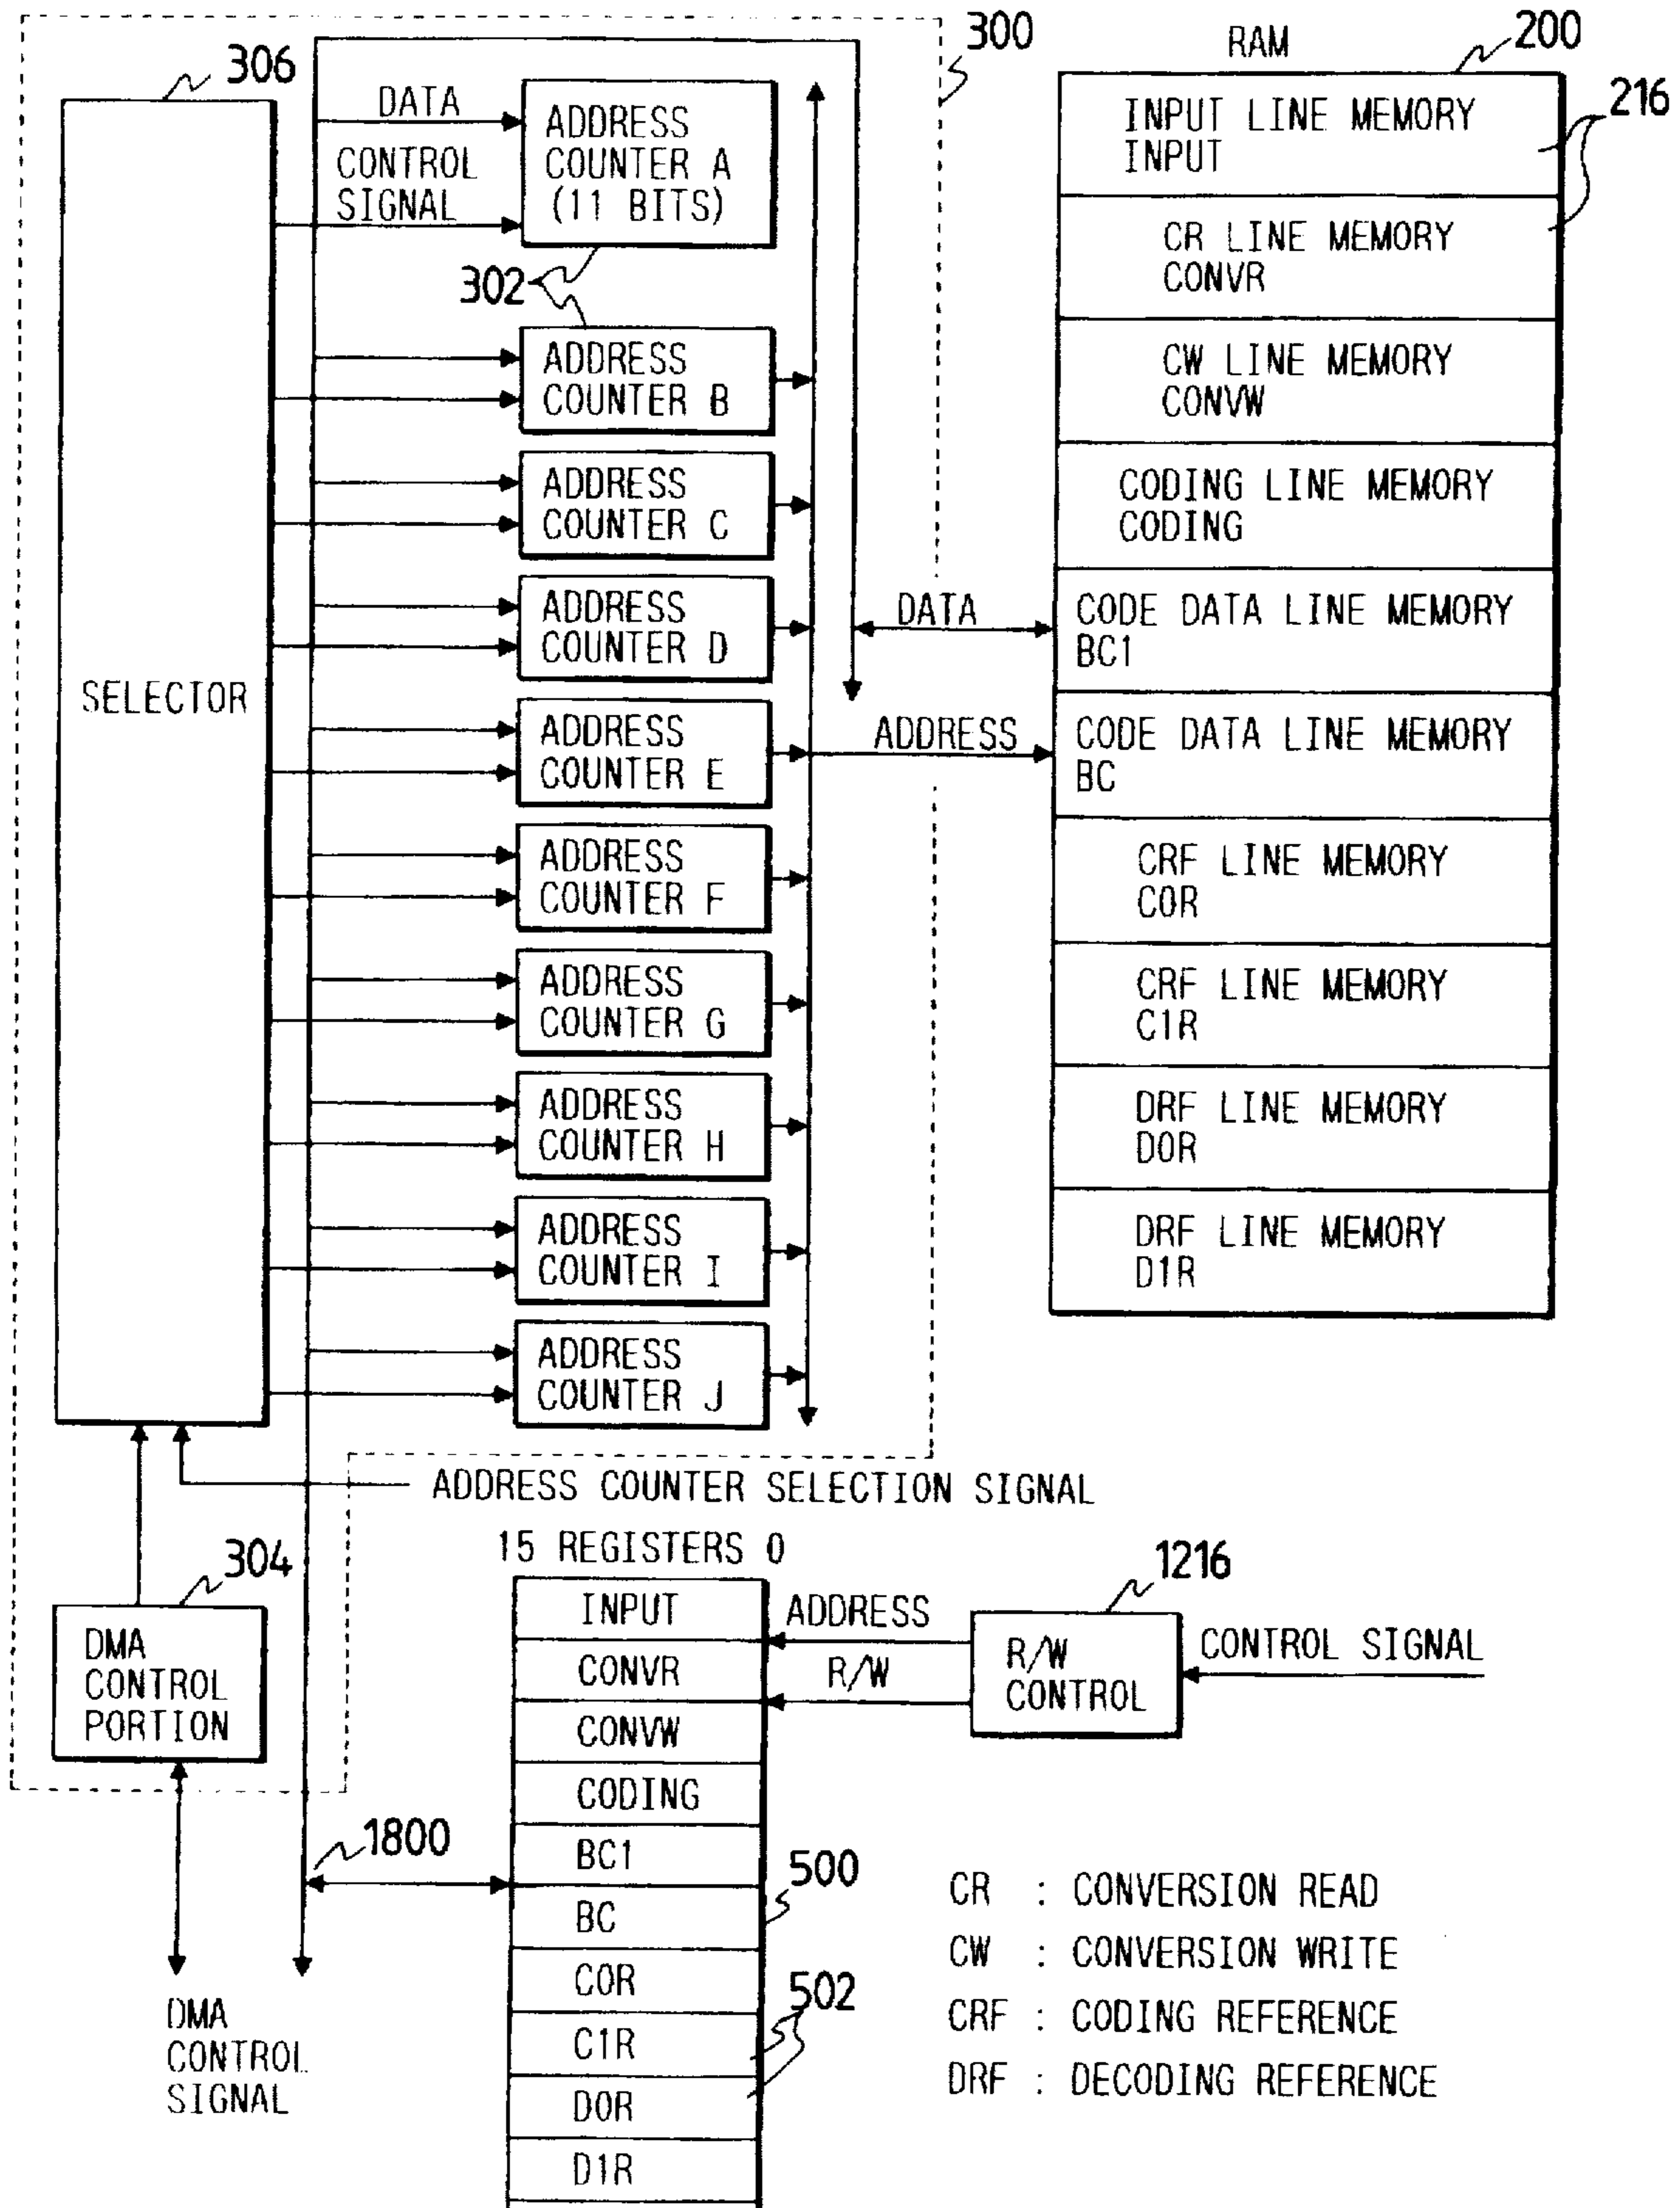 300
RAM
200
306
216
DATA
CONTROL
SIGNAL
ADDRESS
COUNTER A
(11 BITS)
302
ADDRESS
COUNTER B
ADDRESS
COUNTER C
ADDRESS
COUNTER D
ADDRESS
COUNTER E
ADDRESS
COUNTER F
ADDRESS
COUNTER G
ADDRESS
COUNTER H
ADDRESS
COUNTER I
ADDRESS
COUNTER J
SELECTOR
DATA
ADDRESS
INPUT LINE MEMORY
INPUT
CR LINE MEMORY
CONVR
CW LINE MEMORY
CONVW
CODING LINE MEMORY
CODING
CODE DATA LINE MEMORY
BC1
CODE DATA LINE MEMORY
BC
CRF LINE MEMORY
C0R
CRF LINE MEMORY
C1R
DRF LINE MEMORY
D0R
DRF LINE MEMORY
D1R
ADDRESS COUNTER SELECTION SIGNAL
304
DMA
CONTROL
PORTION
DMA
CONTROL
SIGNAL
1800
15 REGISTERS 0
INPUT
CONVR
CONVW
CODING
BC1
BC
C0R
C1R
D0R
D1R
500
502
ADDRESS
R/W
1216
R/W
CONTROL
CONTROL SIGNAL
CR : CONVERSION READ
CW : CONVERSION WRITE
CRF : CODING REFERENCE
DRF : DECODING REFERENCE